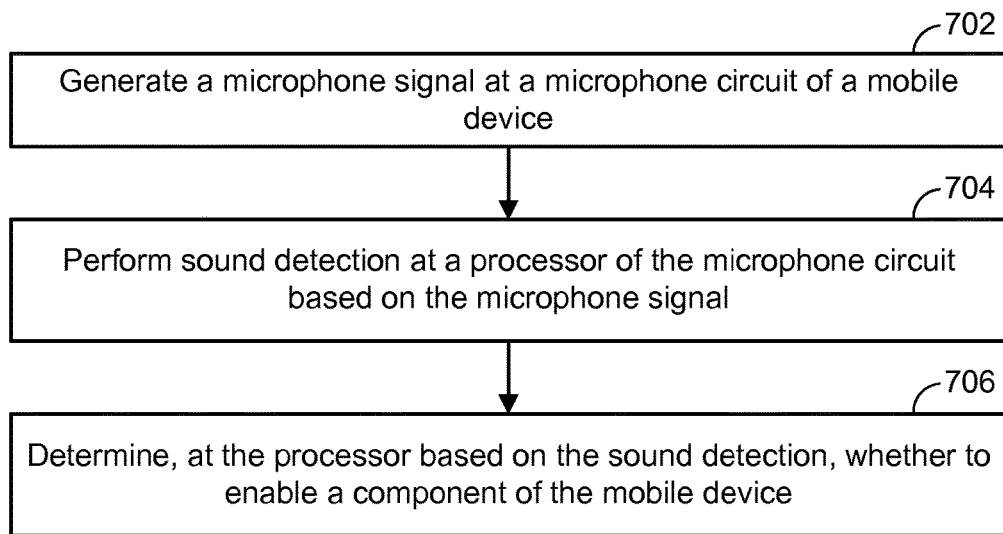 702
Generate a microphone signal at a microphone circuit of a mobile
device
704
Perform sound detection at a processor of the microphone circuit
based on the microphone signal
706
Determine, at the processor based on the sound detection, whether to
enable a component of the mobile device